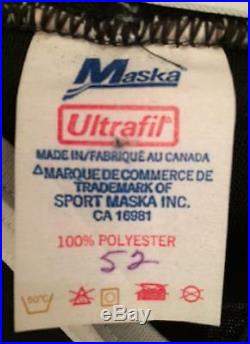 Maska
Ultrafil®
MADE IN/FABRIQUÉ AU CANADA
△MARQUE DE COMMERCE DE
TRADEMARK OF
SPORT MASKA INC.
CA 16981
100% POLYESTER
52
50°C